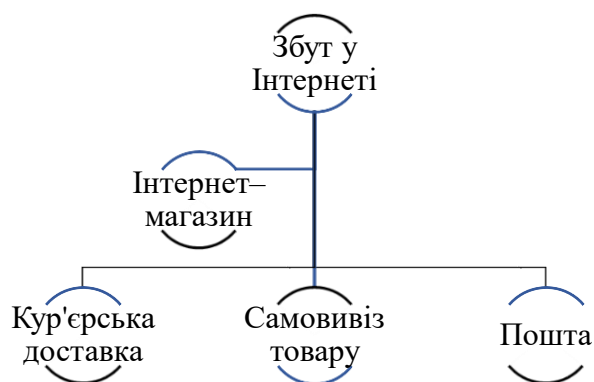 Збут у
Інтернеті
Інтернет–
магазин
Кур'єрська
доставка
Самовивіз
товару
Пошта